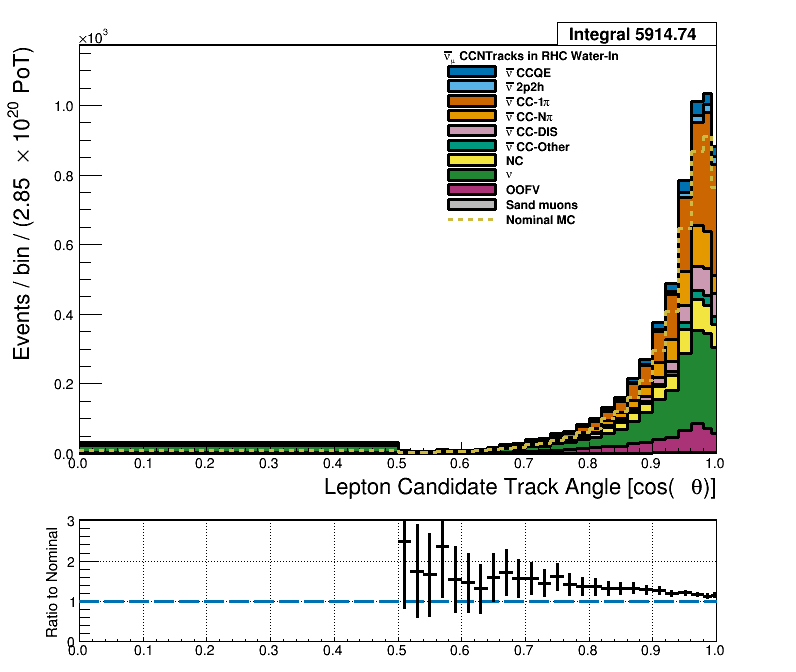 Integral 5914.74
×10³
ν̅μ CCNTracks in RHC Water-In
ν̅ CCQE
ν̅ 2p2h
ν̅ CC-1π
ν̅ CC-Nπ
ν̅ CC-DIS
ν̅ CC-Other
NC
ν
OOFV
Sand muons
Nominal MC
Events / bin / (2.85 × 10²⁰ PoT)
1.0
0.8
0.6
0.4
0.2
0.0
0.0 0.1 0.2 0.3 0.4 0.5 0.6 0.7 0.8 0.9 1.0
Lepton Candidate Track Angle [cos( θ)]
Ratio to Nominal
3
2
1
0
0.0 0.1 0.2 0.3 0.4 0.5 0.6 0.7 0.8 0.9 1.0